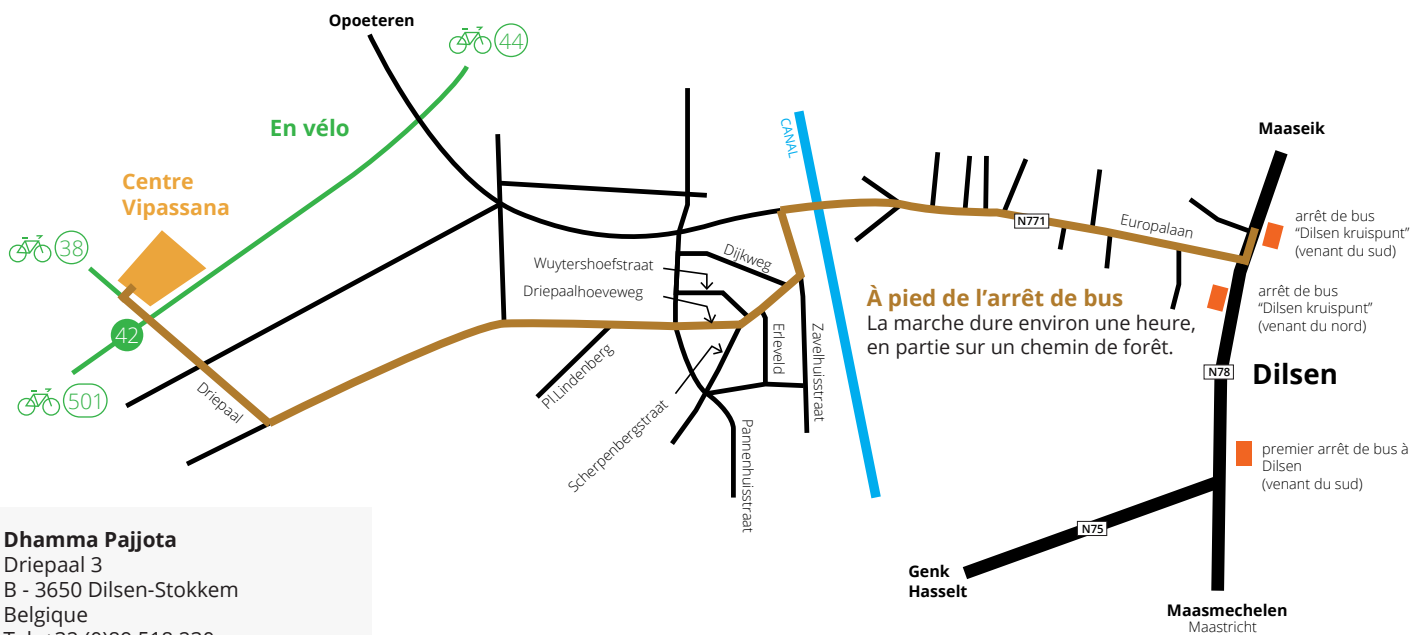 Opoeteren
44
En vélo
Maaseik
CANAL
Centre
Vipassana
arrêt de bus
“Dilsen kruispunt”
(venant du sud)
N771
Europalaan
38
Dijkweg
Wuytershoefstraat
Driepaalhoeveweg
À pied de l’arrêt de bus
La marche dure environ une heure,
en partie sur un chemin de forêt.
arrêt de bus
“Dilsen kruispunt”
(venant du nord)
42
Erleveld
Zavelhuisstraat
N78
Dilsen
Pl.Lindenberg
Driepaal
501
Scherpenbergstraat
Pannenhuisstraat
premier arrêt de bus à
Dilsen
(venant du sud)
N75
Dhamma Pajjota
Driepaal 3
B - 3650 Dilsen-Stokkem
Belgique
Genk
Hasselt
Maasmechelen
Maastricht